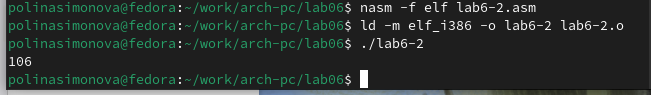 polinasimonova@fedora:~/work/arch-pc/lab06$ nasm -f elf lab6-2.asm
polinasimonova@fedora:~/work/arch-pc/lab06$ ld -m elf_i386 -o lab6-2 lab6-2.o
polinasimonova@fedora:~/work/arch-pc/lab06$ ./lab6-2
106
polinasimonova@fedora:~/work/arch-pc/lab06$